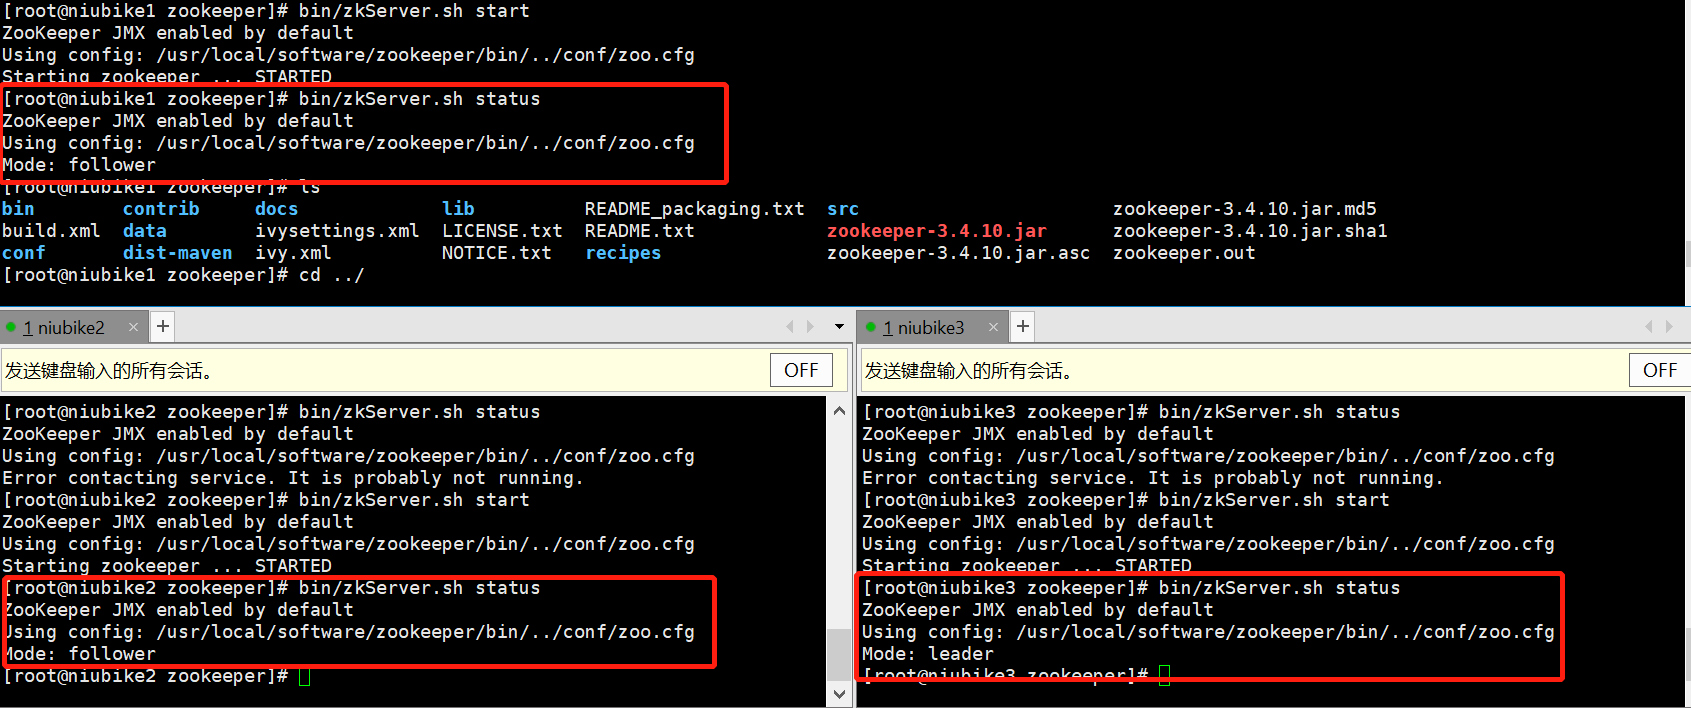 [root@niubike1 zookeeper]# bin/zkServer.sh start
ZooKeeper JMX enabled by default
Using config: /usr/local/software/zookeeper/bin/../conf/zoo.cfg
Starting zookeeper ... STARTED
[root@niubike1 zookeeper]# bin/zkServer.sh status
ZooKeeper JMX enabled by default
Using config: /usr/local/software/zookeeper/bin/../conf/zoo.cfg
Mode: follower
[root@niubike1 zookeeper]# ls
bin contrib docs lib README_packaging.txt src zookeeper-3.4.10.jar.md5
build.xml data ivysettings.xml LICENSE.txt README.txt zookeeper-3.4.10.jar zookeeper-3.4.10.jar.sha1
conf dist-maven ivy.xml NOTICE.txt recipes zookeeper-3.4.10.jar.asc zookeeper.out
[root@niubike1 zookeeper]# cd ../
1 niubike2 × +
发送键盘输入的所有会话。 OFF
[root@niubike2 zookeeper]# bin/zkServer.sh status
ZooKeeper JMX enabled by default
Using config: /usr/local/software/zookeeper/bin/../conf/zoo.cfg
Error contacting service. It is probably not running.
[root@niubike2 zookeeper]# bin/zkServer.sh start
ZooKeeper JMX enabled by default
Using config: /usr/local/software/zookeeper/bin/../conf/zoo.cfg
Starting zookeeper ... STARTED
[root@niubike2 zookeeper]# bin/zkServer.sh status
ZooKeeper JMX enabled by default
Using config: /usr/local/software/zookeeper/bin/../conf/zoo.cfg
Mode: follower
[root@niubike2 zookeeper]#
1 niubike3 × +
发送键盘输入的所有会话。 OFF
[root@niubike3 zookeeper]# bin/zkServer.sh status
ZooKeeper JMX enabled by default
Using config: /usr/local/software/zookeeper/bin/../conf/zoo.cfg
Error contacting service. It is probably not running.
[root@niubike3 zookeeper]# bin/zkServer.sh start
ZooKeeper JMX enabled by default
Using config: /usr/local/software/zookeeper/bin/../conf/zoo.cfg
Starting zookeeper ... STARTED
[root@niubike3 zookeeper]# bin/zkServer.sh status
ZooKeeper JMX enabled by default
Using config: /usr/local/software/zookeeper/bin/../conf/zoo.cfg
Mode: leader
[root@niubike3 zookeeper]#